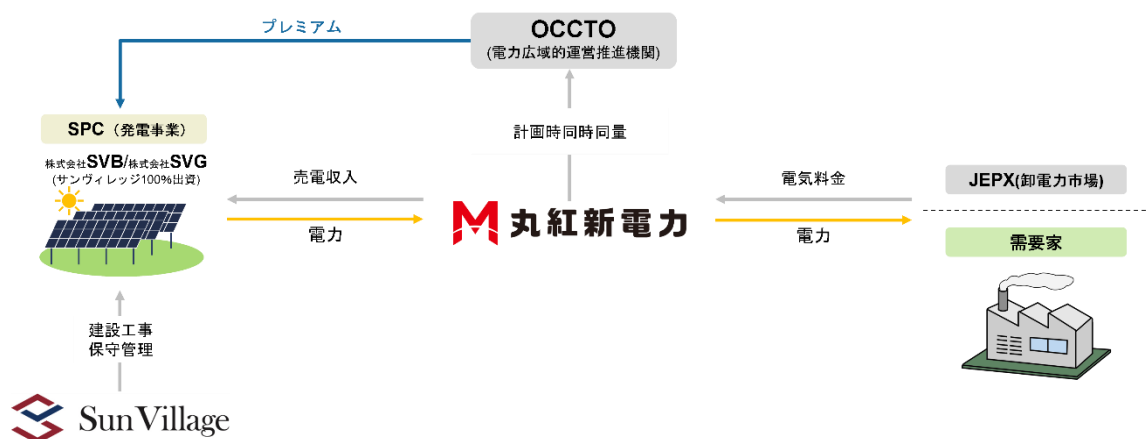 プレミアム
OCCTO
(電力広域的運営推進機関)
SPC（発電事業）
株式会社SVB/株式会社SVG
(サンヴィレッジ100%出資)
計画時同時同量
売電収入
電力
丸紅新電力
電気料金
電力
JEPX(卸電力市場)
需要家
建設工事
保守管理
Sun Village